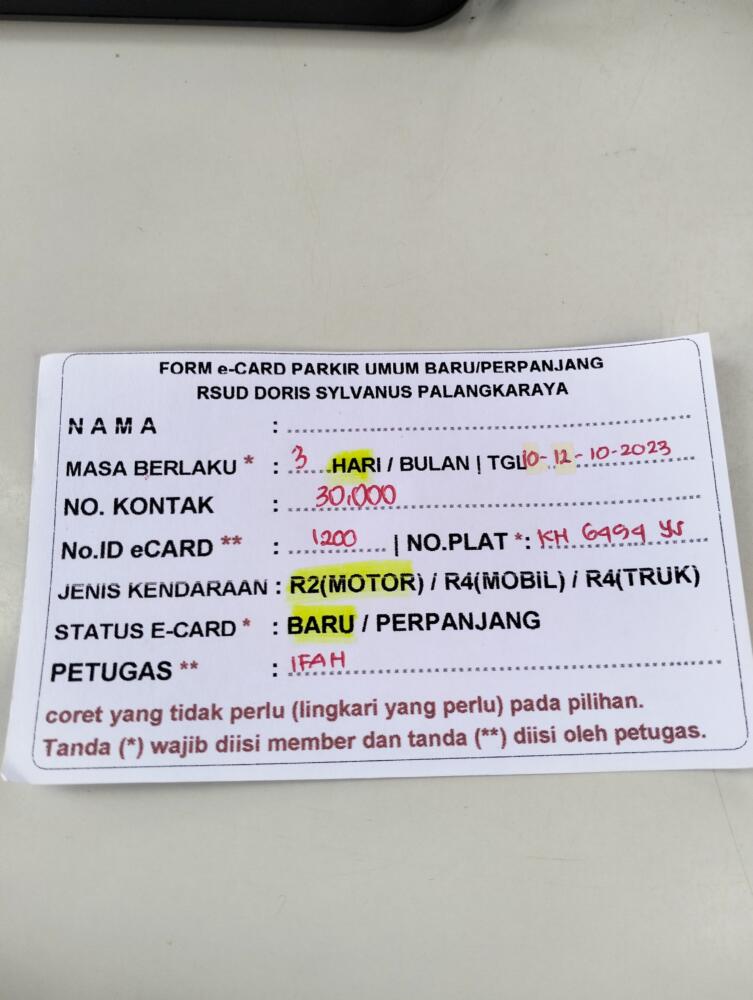 FORM e-CARD PARKIR UMUM BARU/PERPANJANG
RSUD DORIS SYLVANUS PALANGKARAYA
N A M A :
MASA BERLAKU * : 3 HARI / BULAN | TGL 10-12-10-2023
NO. KONTAK : 30.000
No.ID eCARD ** : 1200 | NO.PLAT *: KH 6494
JENIS KENDARAAN : R2(MOTOR) / R4(MOBIL) / R4(TRUK)
STATUS E-CARD * : BARU / PERPANJANG
PETUGAS ** : IFAH
coret yang tidak perlu (lingkari yang perlu) pada pilihan.
Tanda (*) wajib diisi member dan tanda (**) diisi oleh petugas.